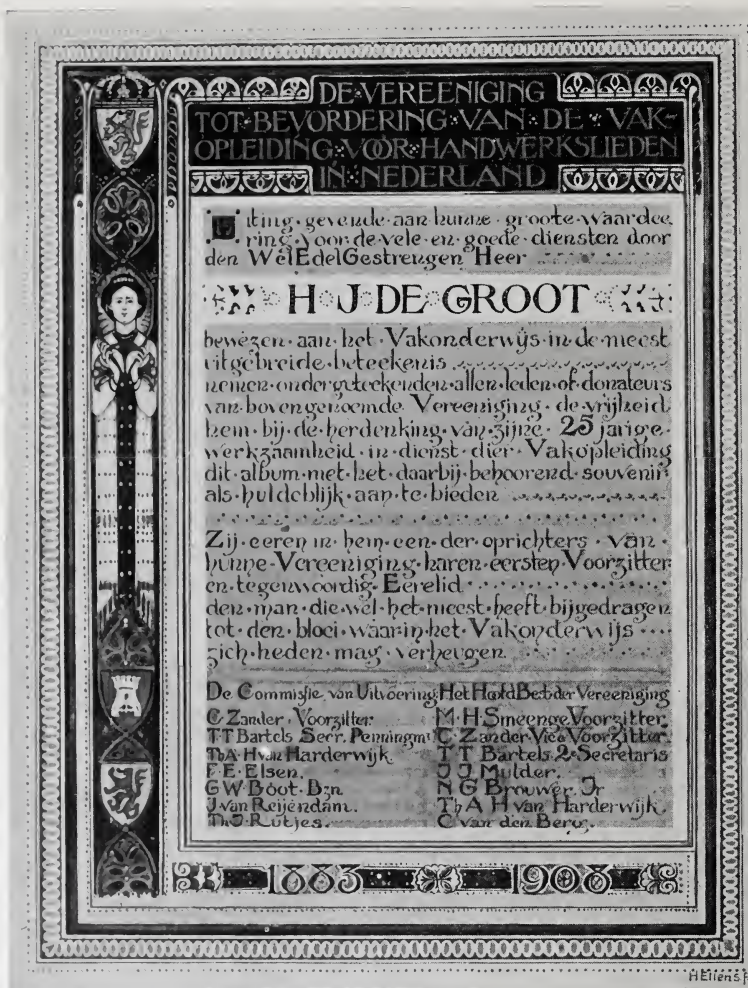 DE VEREENIGING
TOT BEVORDERING VAN DE VAK-
OPLEIDING VOOR HANDWERKSLIEDEN
IN NEDERLAND
Uiting·gevende·aan·hunne·groote·waardee
ring·voor·de·vele·en·goede·diensten door
den WelEdelGestrengen Heer
H·J·DE GROOT
bewezen·aan·het·Vakonderwijs·in·de·meest
uitgebreide·beteekenis
nemen·ondergeteekenden·allen·leden·of·donateurs
van·bovengenoemde Vereeniging·de·vrijheid
hem·bij·de·herdenking·van·zijne·25 jarige
werkzaamheid·in·dienst·dier·Vakopleiding
dit·album·met·het·daarbij·behoorend·souvenir
als·huldeblijk·aan·te·bieden
Zij·eeren·in·hem·een·der·oprichters·van
hunne·Vereeniging·haren·eersten·Voorzitter
en·tegenwoordig·Eerelid
den·man·die·wel·het·meest·heeft·bijgedragen
tot·den·bloei·waarin·het·Vakonderwijs
zich·heden·mag·verheugen
De Commissie van Uitvoering
C. Zander. Voorzitter.
T·T Bartels Secr. Penningmr
Th.A·H van Harderwijk
F. E. Elsen.
G W Boot Bzn
J. van Reijendam.
Th J. Rutjes.
Het Hoofd Best der Vereeniging
M·H·Smeenge Voorzitter.
C. Zander Vice Voorzitter.
T T Bartels 2e Secretaris
J J Mulder.
N G Brouwer Jr
Th A H van Harderwijk.
C van den Berg.
1883 1908
H Ellens f.